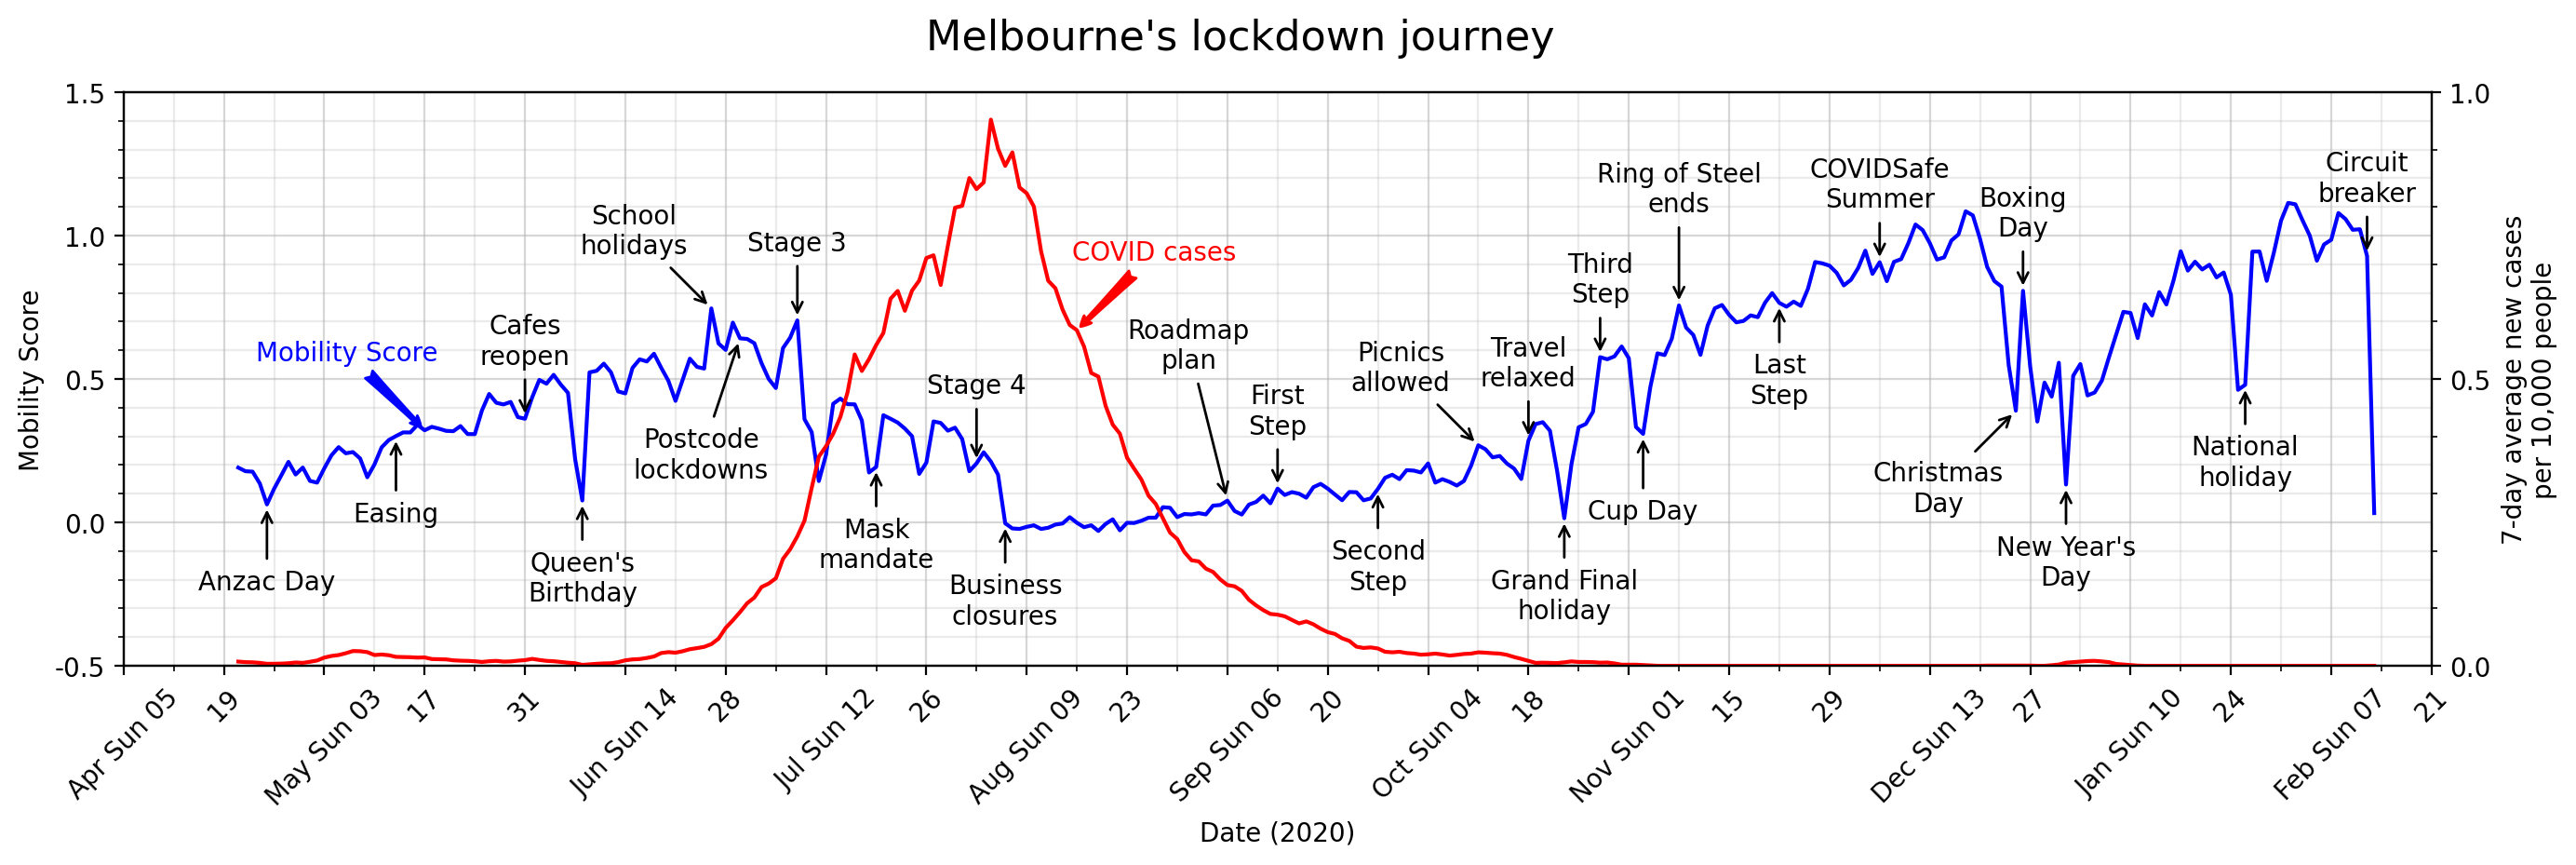 Melbourne's lockdown journey
1.5
1.0
0.5
0.0
-0.5
Mobility Score
1.0
0.5
0.0
7-day average new cases
per 10,000 people
Mobility Score
COVID cases
Anzac Day
Easing
Cafes
reopen
Queen's
Birthday
School
holidays
Postcode
lockdowns
Stage 3
Mask
mandate
Stage 4
Business
closures
Roadmap
plan
First
Step
Second
Step
Picnics
allowed
Travel
relaxed
Grand Final
holiday
Third
Step
Cup Day
Ring of Steel
ends
Last
Step
COVIDSafe
Summer
Christmas
Day
Boxing
Day
New Year's
Day
National
holiday
Circuit
breaker
Apr Sun 05
19
May Sun 03
17
31
Jun Sun 14
28
Jul Sun 12
26
Aug Sun 09
23
Sep Sun 06
20
Oct Sun 04
18
Nov Sun 01
15
29
Dec Sun 13
27
Jan Sun 10
24
Feb Sun 07
21
Date (2020)